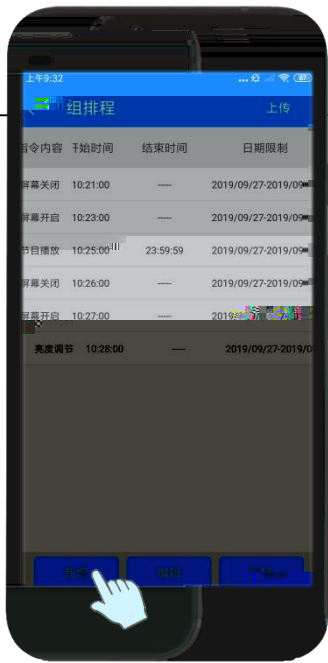 上午9:32 ... 87
组排程 上传
指令内容 开始时间 结束时间 日期限制
屏幕关闭 10:21:00 ---- 2019/09/27-2019/09
屏幕开启 10:23:00 ---- 2019/09/27-2019/09
节目播放 10:25:00 23:59:59 2019/09/27-2019/09
屏幕关闭 10:26:00 ---- 2019/09/27-2019/09
屏幕开启 10:27:00 ---- 2019
亮度调节 10:28:00 ---- 2019/09/27-2019/0